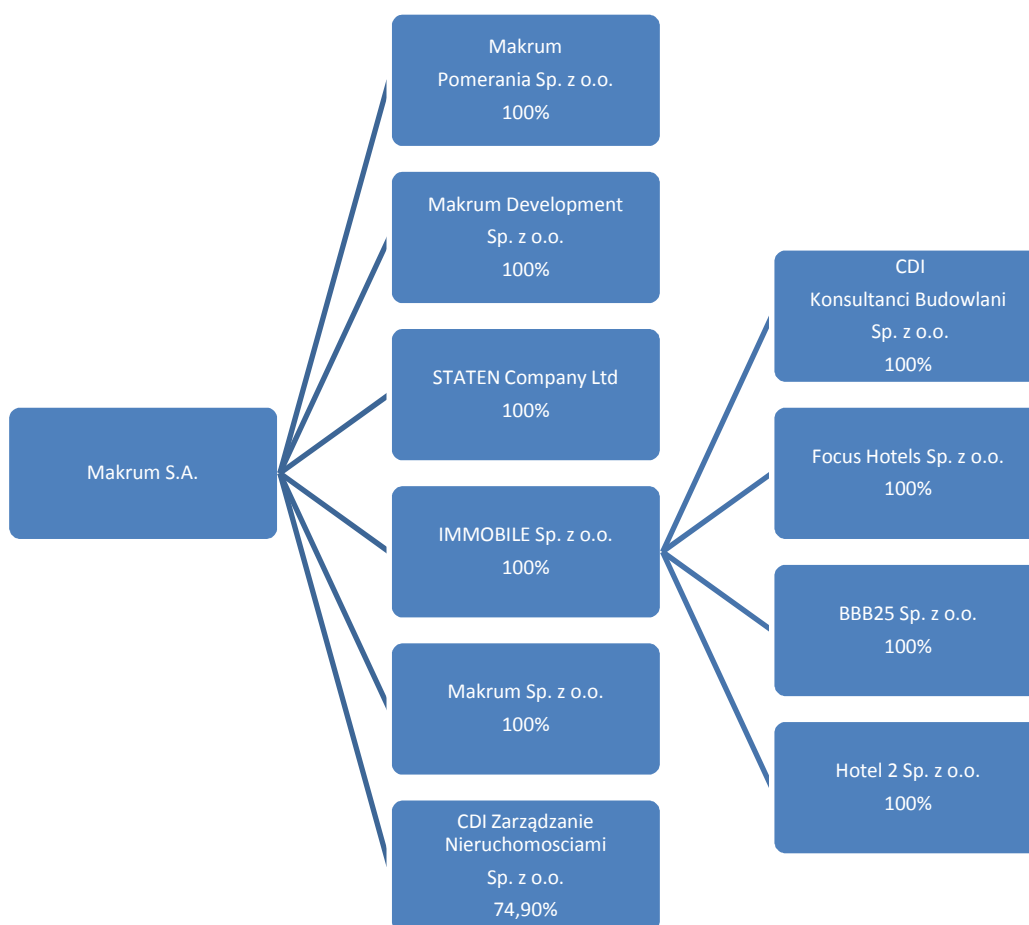 Makrum S.A.
Makrum
Pomerania Sp. z o.o.
100%
Makrum Development
Sp. z o.o.
100%
STATEN Company Ltd
100%
IMMOBILE Sp. z o.o.
100%
Makrum Sp. z o.o.
100%
CDI Zarządzanie
Nieruchomosciami
Sp. z o.o.
74,90%
CDI
Konsultanci Budowlani
Sp. z o.o.
100%
Focus Hotels Sp. z o.o.
100%
BBB25 Sp. z o.o.
100%
Hotel 2 Sp. z o.o.
100%